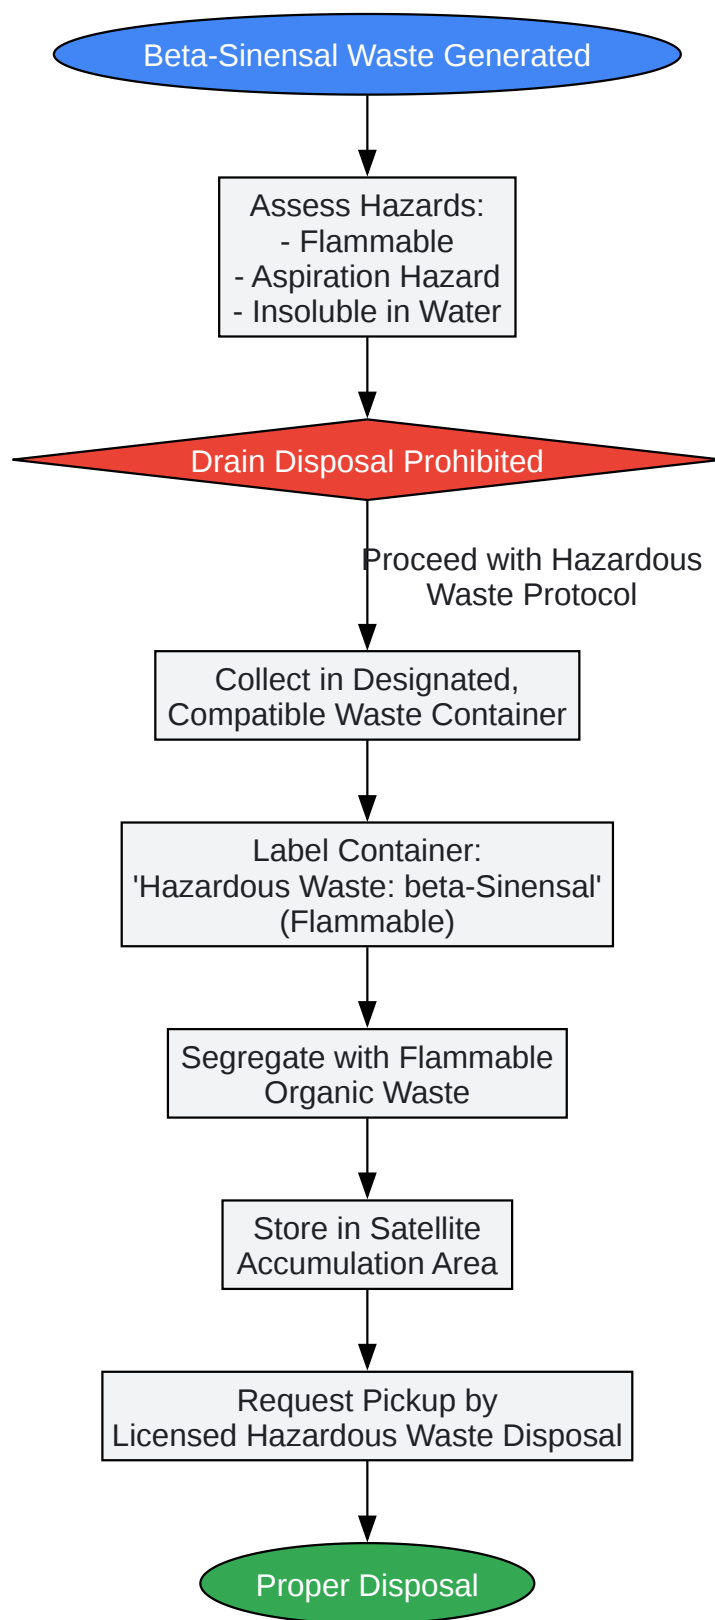 Beta-Sinensal Waste Generated
Assess Hazards:
- Flammable
- Aspiration Hazard
- Insoluble in Water
Drain Disposal Prohibited
Proceed with Hazardous
Waste Protocol
Collect in Designated,
Compatible Waste Container
Label Container:
'Hazardous Waste: beta-Sinensal'
(Flammable)
Segregate with Flammable
Organic Waste
Store in Satellite
Accumulation Area
Request Pickup by
Licensed Hazardous Waste Disposal
Proper Disposal